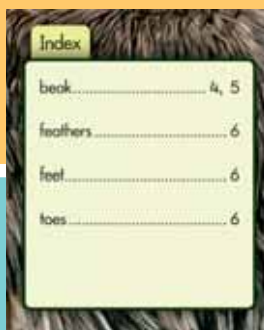 Index
beak.................................... 4, 5
feathers.................................... 6
feet.................................... 6
toes.................................... 6